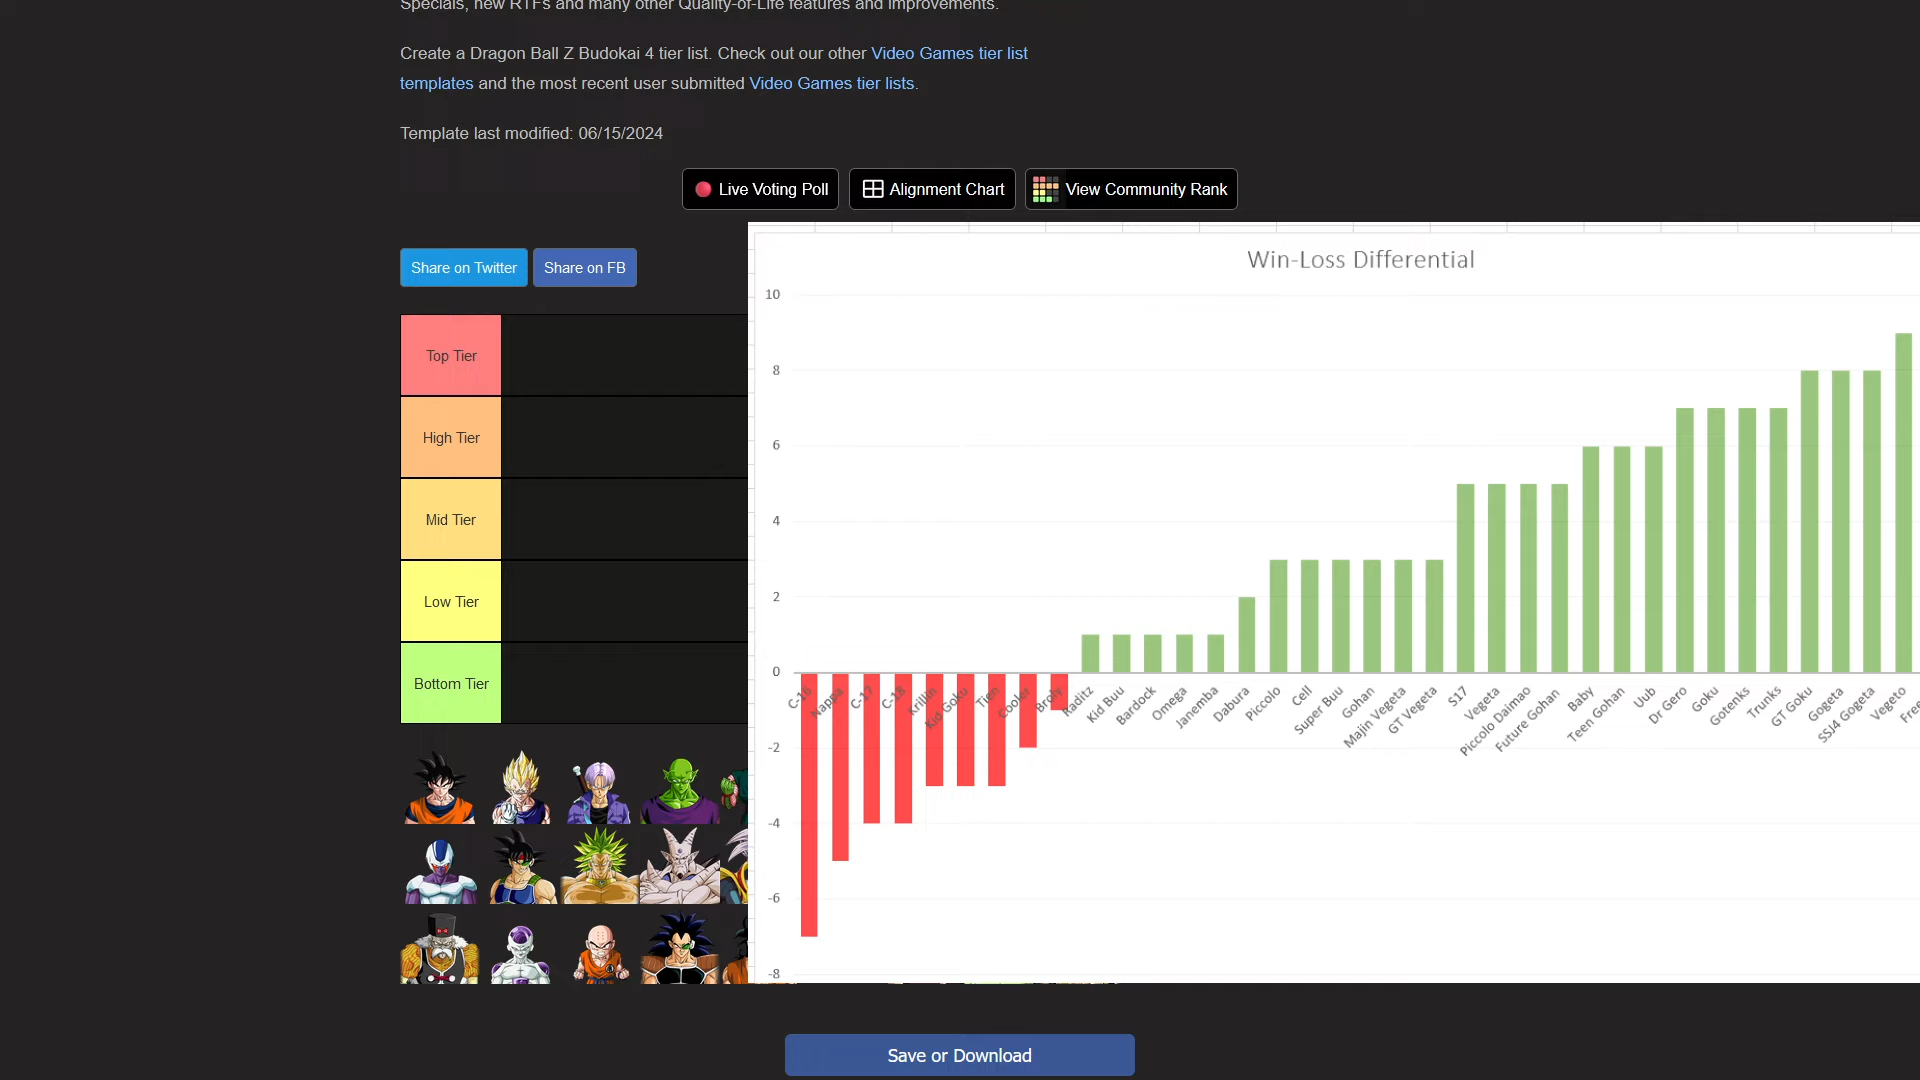 Specials, new RTFs and many other Quality-of-Life features and improvements.
Create a Dragon Ball Z Budokai 4 tier list. Check out our other Video Games tier list
templates and the most recent user submitted Video Games tier lists.
Template last modified: 06/15/2024
Live Voting Poll
Alignment Chart
View Community Rank
Share on Twitter
Share on FB
Top Tier
High Tier
Mid Tier
Low Tier
Bottom Tier
Win-Loss Differential
10
8
6
4
2
0
-2
-4
-6
-8
C-16
Nappa
C-17
C-18
Krillin
Kid Goku
Tien
Cooler
Broly
Raditz
Kid Buu
Bardock
Omega
Janemba
Dabura
Piccolo
Cell
Super Buu
Gohan
Majin Vegeta
GT Vegeta
S17
Vegeta
Piccolo Daimao
Future Gohan
Baby
Teen Gohan
Uub
Dr Gero
Goku
Gotenks
Trunks
GT Goku
Gogeta
SSJ4 Gogeta
Vegeto
Save or Download